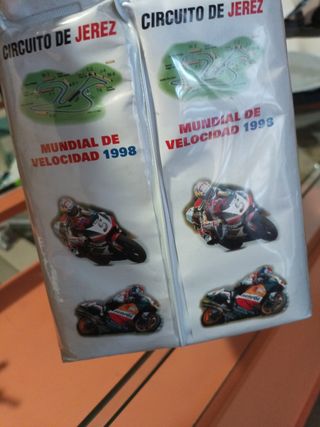 CIRCUITO DE JEREZ
MUNDIAL DE
VELOCIDAD 1998
CIRCUITO DE JEREZ
MUNDIAL DE
VELOCIDAD 1998